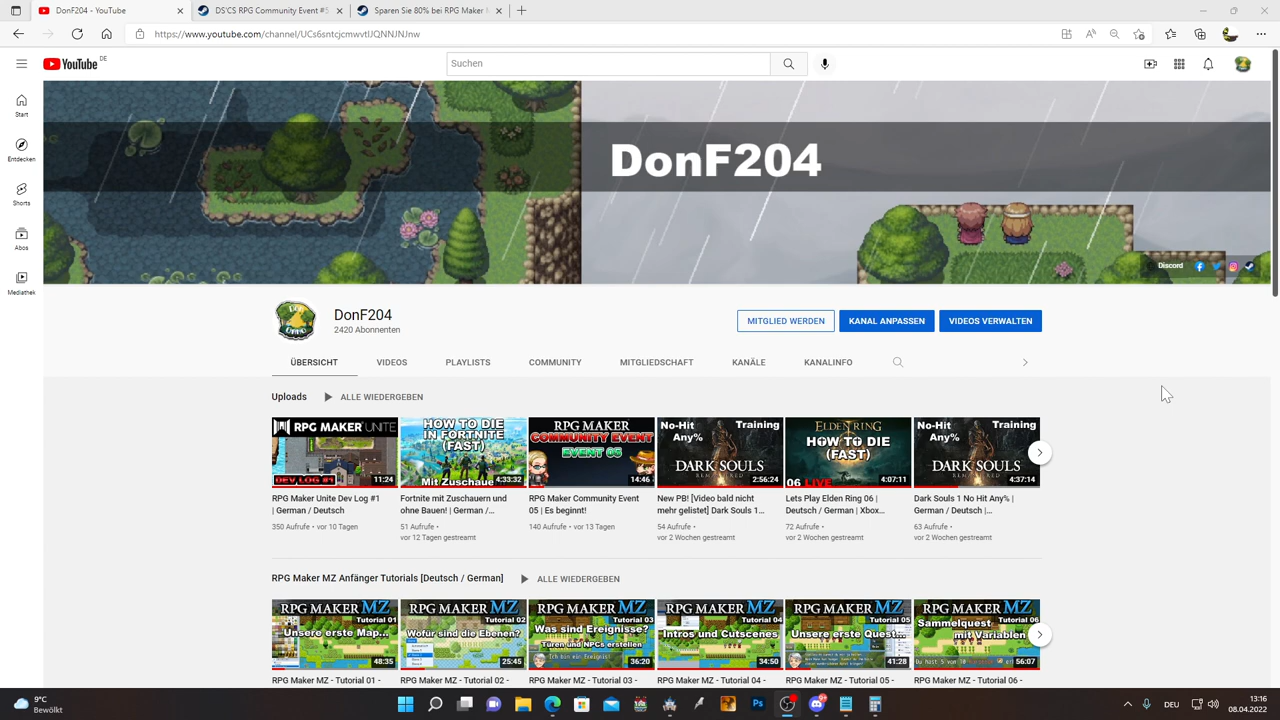 DonF204 - YouTube
DS'CS RPG Community Event #5
Sparen Sie 80% bei RPG Maker M
https://www.youtube.com/channel/UCs6sntcjcmwvtIJQNNJNJnw
YouTube DE
Suchen
Start
Entdecken
Shorts
Abos
Mediathek
DonF204
Discord
DonF204
2420 Abonnenten
MITGLIED WERDEN
KANAL ANPASSEN
VIDEOS VERWALTEN
ÜBERSICHT
VIDEOS
PLAYLISTS
COMMUNITY
MITGLIEDSCHAFT
KANÄLE
KANALINFO
Uploads
ALLE WIEDERGEBEN
RPG MAKER UNITE
DEV LOG #1
11:24
HOW TO DIE
IN FORTNITE
(FAST)
Mit Zuschaue
4:33:32
RPG MAKER
COMMUNITY EVENT
EVENT 05
14:46
No-Hit Training
Any%
DARK SOULS
REMASTERED
2:56:24
ELDEN RING
HOW TO DIE
(FAST)
06 LIVE
4:07:11
No-Hit Training
Any%
DARK SOULS
REMASTERED
4:37:14
RPG Maker Unite Dev Log #1
| German / Deutsch
350 Aufrufe • vor 10 Tagen
Fortnite mit Zuschauern und
ohne Bauen! | German /...
51 Aufrufe •
vor 12 Tagen gestreamt
RPG Maker Community Event
05 | Es beginnt!
140 Aufrufe • vor 13 Tagen
New PB! [Video bald nicht
mehr gelistet] Dark Souls 1...
54 Aufrufe •
vor 2 Wochen gestreamt
Lets Play Elden Ring 06 |
Deutsch / German | Xbox...
72 Aufrufe •
vor 2 Wochen gestreamt
Dark Souls 1 No Hit Any% |
German / Deutsch |...
63 Aufrufe •
vor 2 Wochen gestreamt
RPG Maker MZ Anfänger Tutorials [Deutsch / German]
ALLE WIEDERGEBEN
RPG MAKER MZ
Tutorial 01
Unsere erste Map...
48:35
RPG MAKER MZ
Tutorial 02
Wofür sind die Ebenen?
25:45
RPG MAKER MZ
Tutorial 03
Was sind Ereignisse?
Türen und NPCs erstellen
Ich bin ein Ereignis!
36:20
RPG MAKER MZ
Tutorial 04
Intros und Cutscenes
34:50
RPG MAKER MZ
Tutorial 05
Unsere erste Quest...
41:28
RPG MAKER MZ
Tutorial 06
Sammelquest
mit Variablen
56:07
RPG Maker MZ - Tutorial 01 -
RPG Maker MZ - Tutorial 02 -
RPG Maker MZ - Tutorial 03 -
RPG Maker MZ - Tutorial 04 -
RPG Maker MZ - Tutorial 05 -
RPG Maker MZ - Tutorial 06 -
9°C
Bewölkt
DEU
13:16
08.04.2022